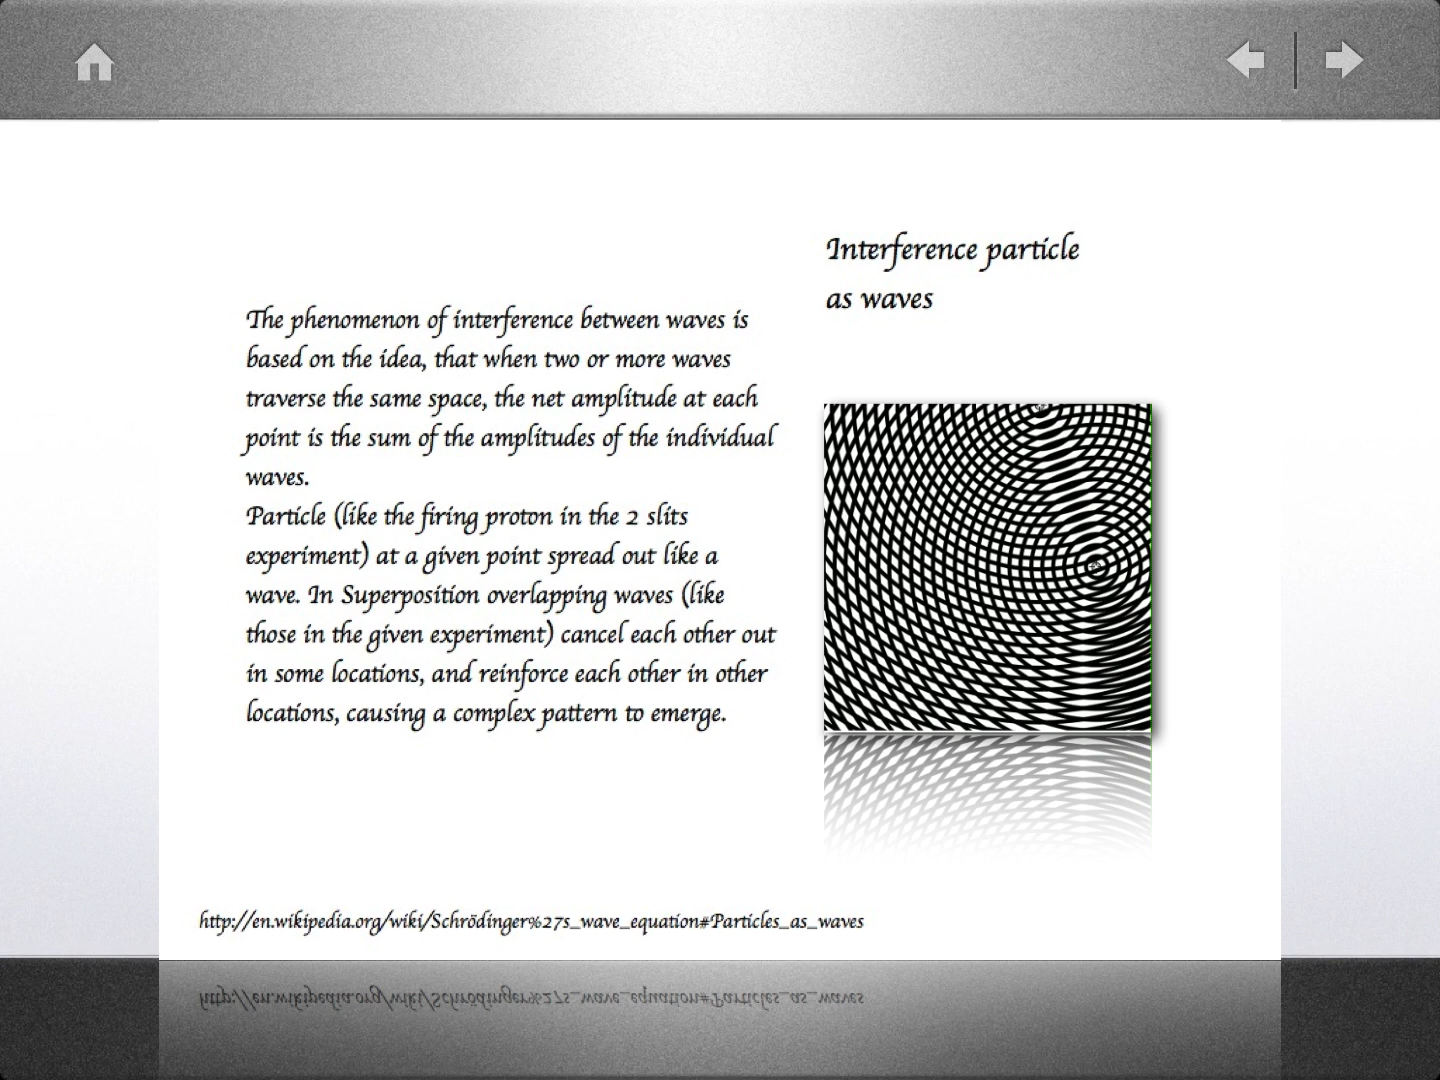 Interference particle
as waves
The phenomenon of interference between waves is
based on the idea, that when two or more waves
traverse the same space, the net amplitude at each
point is the sum of the amplitudes of the individual
waves.
Particle (like the firing proton in the 2 slits
experiment) at a given point spread out like a
wave. In Superposition overlapping waves (like
those in the given experiment) cancel each other out
in some locations, and reinforce each other in other
locations, causing a complex pattern to emerge.
http://en.wikipedia.org/wiki/Schrödinger%27s_wave_equation#Particles_as_waves